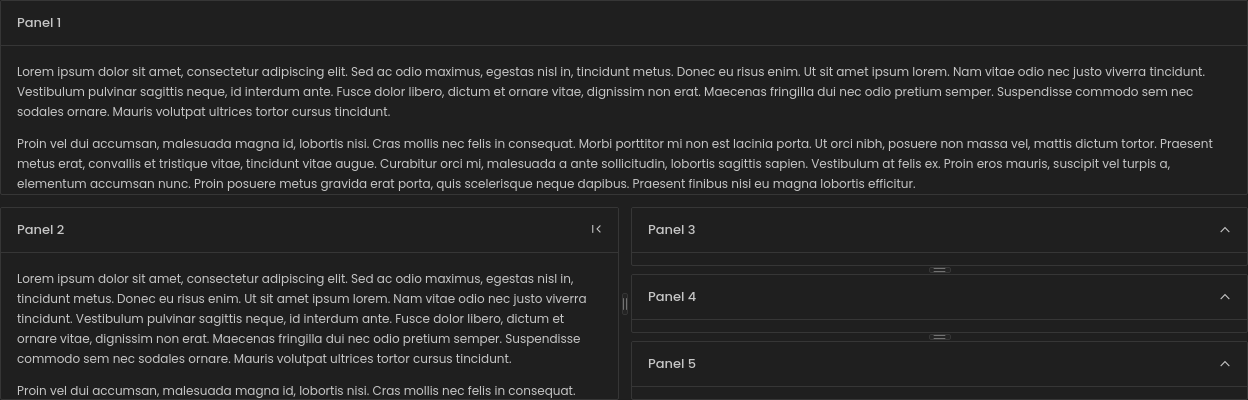 Panel 1
Lorem ipsum dolor sit amet, consectetur adipiscing elit. Sed ac odio maximus, egestas nisl in, tincidunt metus. Donec eu risus enim. Ut sit amet ipsum lorem. Nam vitae odio nec justo viverra tincidunt.
Vestibulum pulvinar sagittis neque, id interdum ante. Fusce dolor libero, dictum et ornare vitae, dignissim non erat. Maecenas fringilla dui nec odio pretium semper. Suspendisse commodo sem nec
sodales ornare. Mauris volutpat ultrices tortor cursus tincidunt.
Proin vel dui accumsan, malesuada magna id, lobortis nisi. Cras mollis nec felis in consequat. Morbi porttitor mi non est lacinia porta. Ut orci nibh, posuere non massa vel, mattis dictum tortor. Praesent
metus erat, convallis et tristique vitae, tincidunt vitae augue. Curabitur orci mi, malesuada a ante sollicitudin, lobortis sagittis sapien. Vestibulum at felis ex. Proin eros mauris, suscipit vel turpis a,
elementum accumsan nunc. Proin posuere metus gravida erat porta, quis scelerisque neque dapibus. Praesent finibus nisi eu magna lobortis efficitur.
Panel 2
Lorem ipsum dolor sit amet, consectetur adipiscing elit. Sed ac odio maximus, egestas nisl in,
tincidunt metus. Donec eu risus enim. Ut sit amet ipsum lorem. Nam vitae odio nec justo viverra
tincidunt. Vestibulum pulvinar sagittis neque, id interdum ante. Fusce dolor libero, dictum et
ornare vitae, dignissim non erat. Maecenas fringilla dui nec odio pretium semper. Suspendisse
commodo sem nec sodales ornare. Mauris volutpat ultrices tortor cursus tincidunt.
Proin vel dui accumsan, malesuada magna id, lobortis nisi. Cras mollis nec felis in consequat.
Panel 3
Panel 4
Panel 5